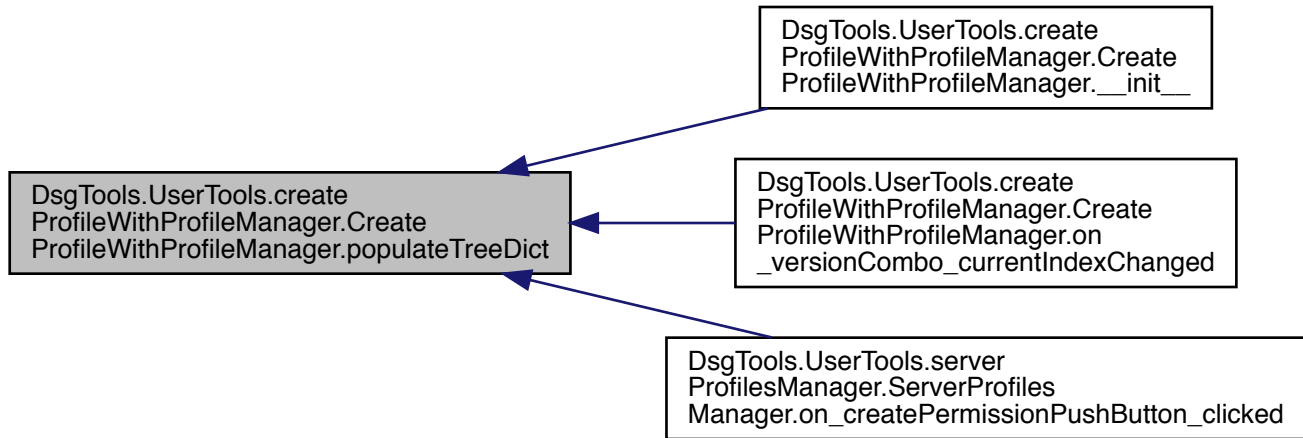 DsgTools.UserTools.create
ProfileWithProfileManager.Create
ProfileWithProfileManager.__init__
DsgTools.UserTools.create
ProfileWithProfileManager.Create
ProfileWithProfileManager.populateTreeDict
DsgTools.UserTools.create
ProfileWithProfileManager.Create
ProfileWithProfileManager.on
_versionCombo_currentIndexChanged
DsgTools.UserTools.server
ProfilesManager.ServerProfiles
Manager.on_createPermissionPushButton_clicked